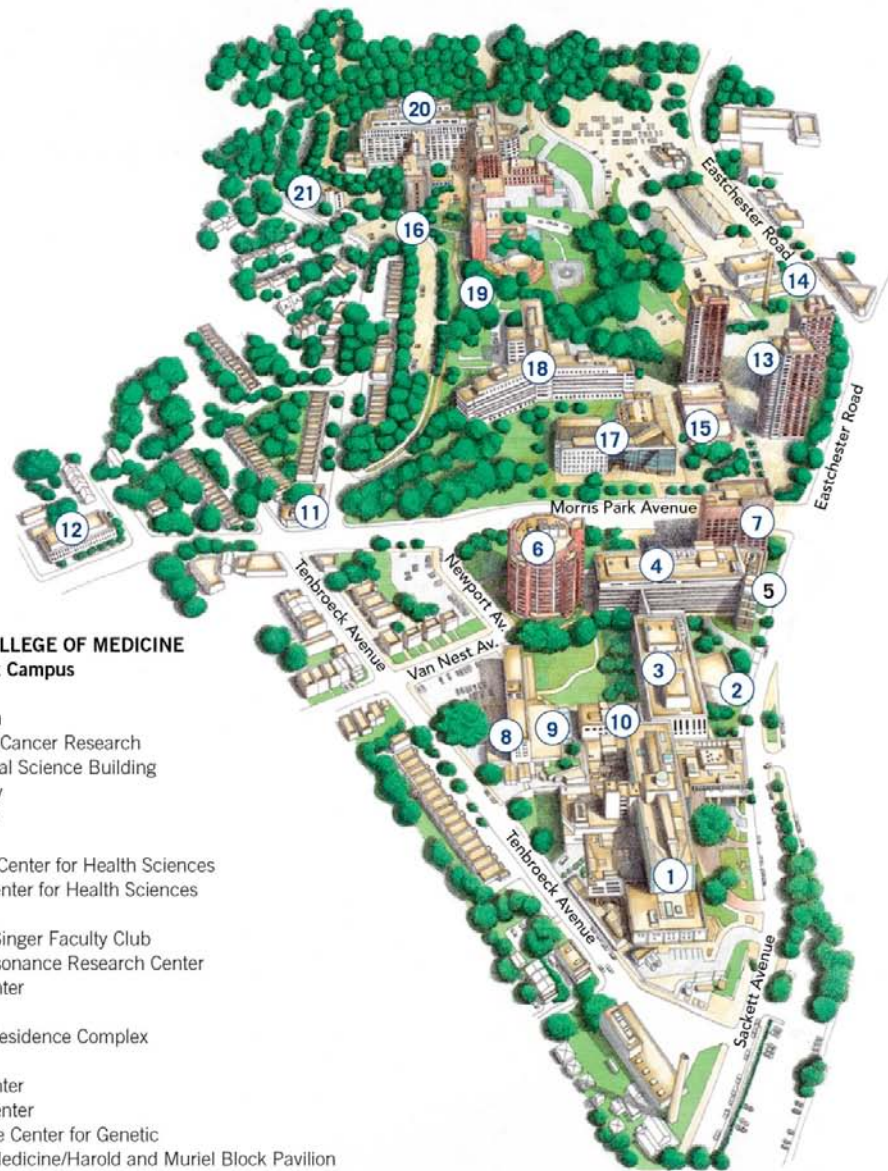 20
Eastchester Road
21
16
14
19
13
18
15
17
Eastchester Road
Morris Park Avenue
11
12
7
6
4
5
Newport Av.
Tenbroeck Avenue
Van Nest Av.
3
2
10
8
9
1
Tenbroeck Avenue
Sackett Avenue
LLEGE OF MEDICINE
Campus
Cancer Research
al Science Building
Center for Health Sciences
enter for Health Sciences
Singer Faculty Club
sonance Research Center
nter
Residence Complex
nter
enter
e Center for Genetic
Medicine/Harold and Muriel Block Pavilion